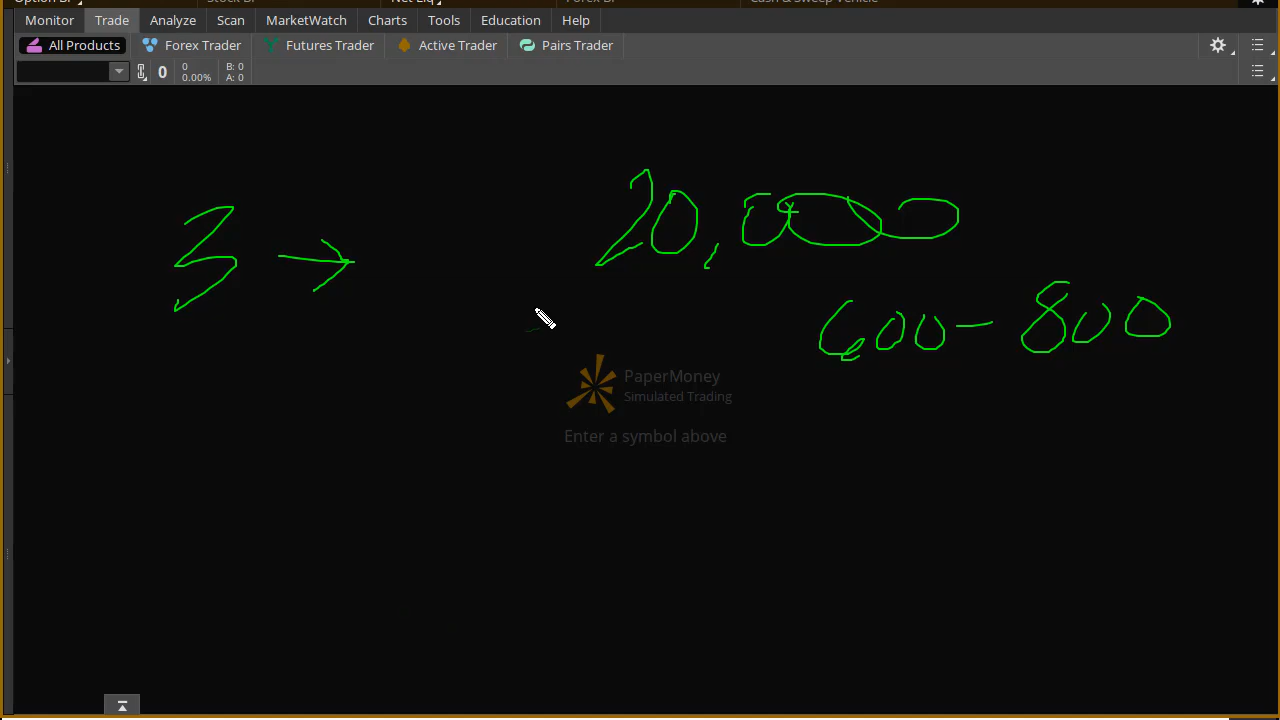 Monitor Trade Analyze Scan MarketWatch Charts Tools Education Help
All Products Forex Trader Futures Trader Active Trader Pairs Trader
0 0 B: 0
0.00% A: 0
20,000
3 →
600-800
PaperMoney
Simulated Trading
Enter a symbol above